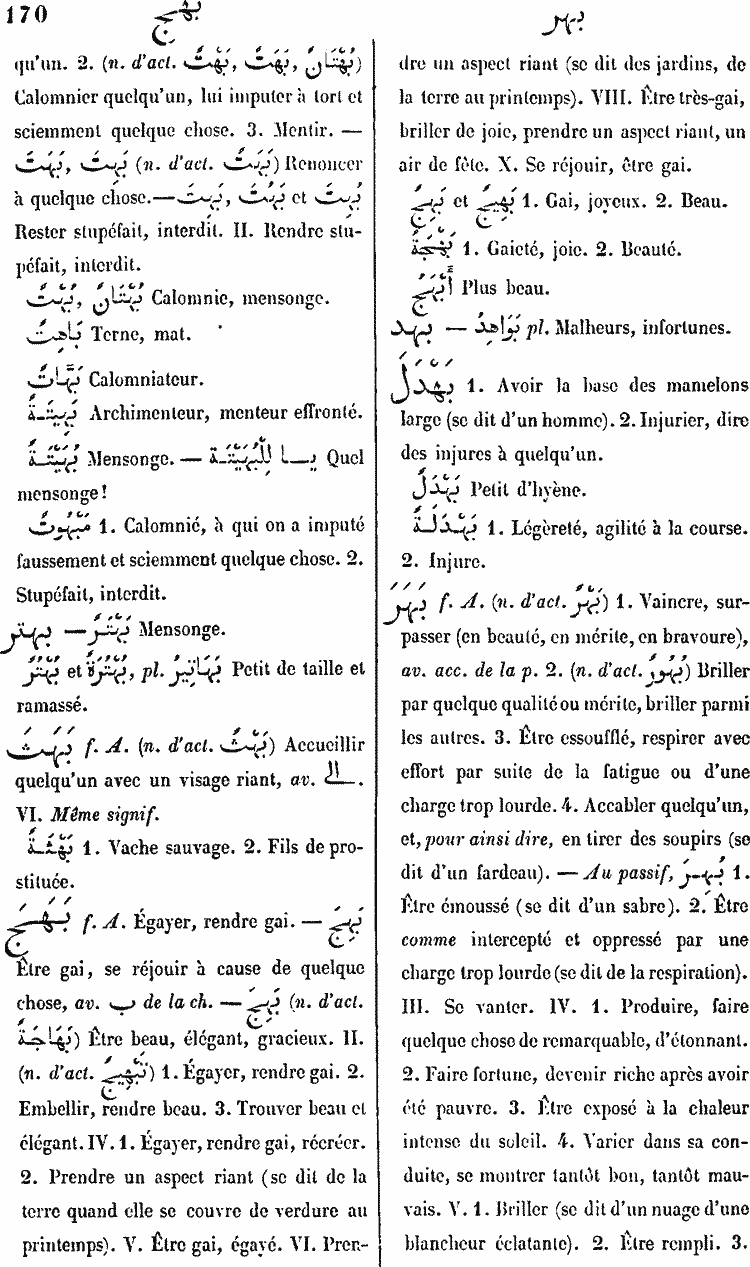 170
بهج
بهر
qu'un. 2. (n. d'act. بَهْتٌ, بَهَتٌ, بُهْتَانٌ)
Calomnier quelqu'un, lui imputer à tort et
sciemment quelque chose. 3. Mentir. —
بَهَتَ, بَهِتَ (n. d'act. بَهْتٌ) Renoncer
à quelque chose.— بَهِتَ, بَهُتَ et بُهِتَ
Rester stupéfait, interdit. II. Rendre stu-
péfait, interdit.
بُهْتٌ, بُهْتَانٌ Calomnie, mensonge.
بَاهِتٌ Terne, mat.
بَهَّاتٌ Calomniateur.
Archimenteur, menteur effronté.
بَهِيتَةٌ Mensonge. — يا لِلْبَهِيتَةِ Quel
mensonge!
مَبْهُوتٌ 1. Calomnié, à qui on a imputé
faussement et sciemment quelque chose. 2.
Stupéfait, interdit.
بهتر — بُهْتُرٌ Mensonge.
بُهْتُرٌ et بُهْتُرَةٌ, pl. بَهَاتِيرُ Petit de taille et
ramassé.
بَهَثَ f. A. (n. d'act. بَهْثٌ) Accueillir
quelqu'un avec un visage riant, av. إلى.
VI. Même signif.
بُهْثَةٌ 1. Vache sauvage. 2. Fils de pro-
stituée.
بَهَجَ f. A. Égayer, rendre gai. — بَهِجَ
Être gai, se réjouir à cause de quelque
chose, av. ب de la ch. — بَهُجَ (n. d'act.
بَهَاجَةٌ) Être beau, élégant, gracieux. II.
(n. d'act. تَبْهِيجٌ) 1. Égayer, rendre gai. 2.
Embellir, rendre beau. 3. Trouver beau et
élégant. IV. 1. Égayer, rendre gai, récréer.
2. Prendre un aspect riant (se dit de la
terre quand elle se couvre de verdure au
printemps). V. Être gai, égayé. VI. Pren-
dre un aspect riant (se dit des jardins, de
la terre au printemps). VIII. Être très-gai,
briller de joie, prendre un aspect riant, un
air de fête. X. Se réjouir, être gai.
بَهِجٌ et بَهِيجٌ 1. Gai, joyeux. 2. Beau.
بَهْجَةٌ 1. Gaieté, joie. 2. Beauté.
أَبْهَجُ Plus beau.
بهد — بَوَاهِدُ pl. Malheurs, infortunes.
بَهْدَلَ 1. Avoir la base des mamelons
large (se dit d'un homme). 2. Injurier, dire
des injures à quelqu'un.
بَهْدَلٌ Petit d'hyène.
بَهْدَلَةٌ 1. Légèreté, agilité à la course.
2. Injure.
بَهَرَ f. A. (n. d'act. بَهْرٌ) 1. Vaincre, sur-
passer (en beauté, en mérite, en bravoure),
av. acc. de la p. 2. (n. d'act. بُهُورٌ) Briller
par quelque qualité ou mérite, briller parmi
les autres. 3. Être essoufflé, respirer avec
effort par suite de la fatigue ou d'une
charge trop lourde. 4. Accabler quelqu'un,
et, pour ainsi dire, en tirer des soupirs (se
dit d'un fardeau). — Au passif, بُهِرَ 1.
Être émoussé (se dit d'un sabre). 2. Être
comme intercepté et oppressé par une
charge trop lourde (se dit de la respiration).
III. Se vanter. IV. 1. Produire, faire
quelque chose de remarquable, d'étonnant.
2. Faire fortune, devenir riche après avoir
été pauvre. 3. Être exposé à la chaleur
intense du soleil. 4. Varier dans sa con-
duite, se montrer tantôt bon, tantôt mau-
vais. V. 1. Briller (se dit d'un nuage d'une
blancheur éclatante). 2. Être rempli. 3.